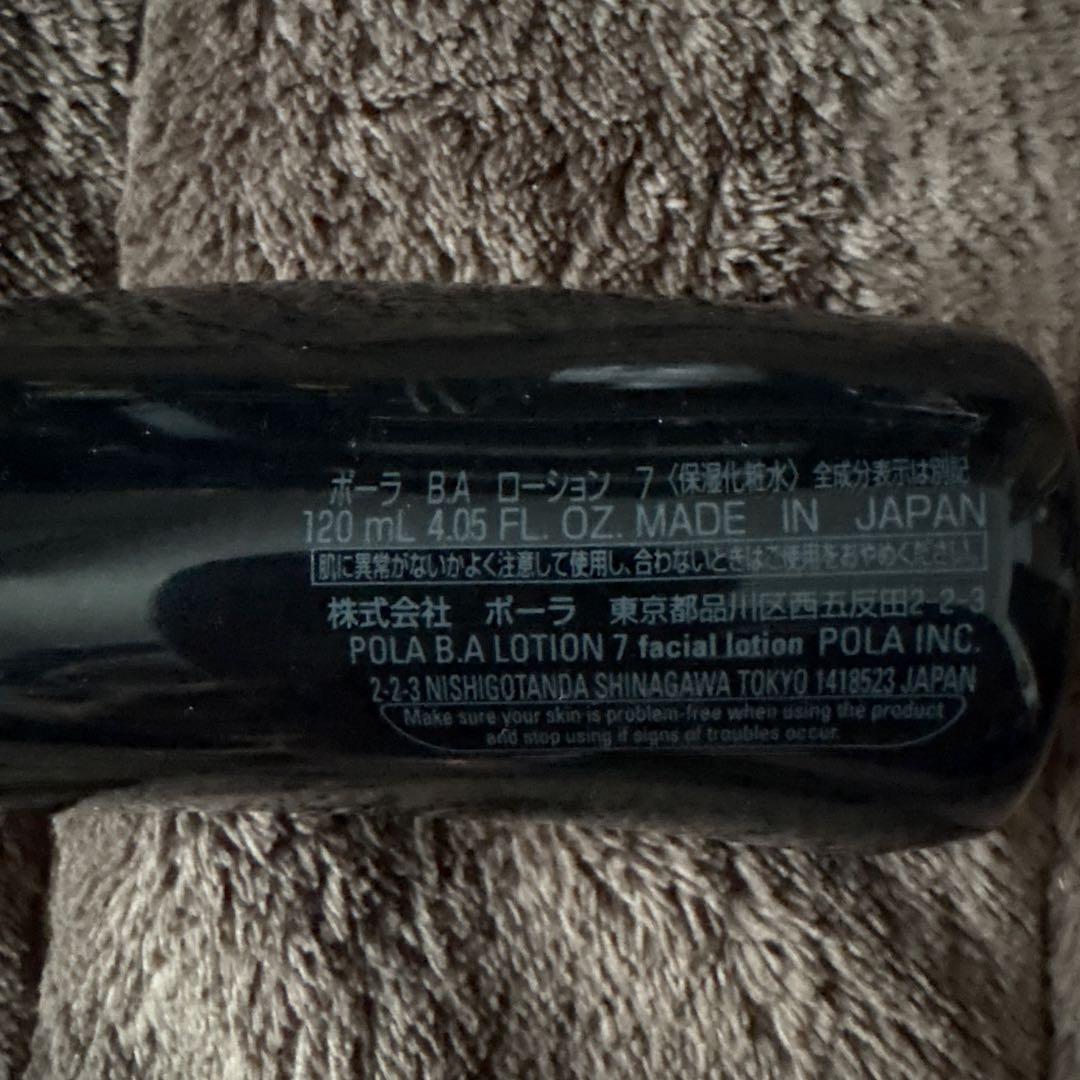 ポーラ B.A ローション 7〈保湿化粧水〉全成分表示は別記
120 mL 4.05 FL. OZ. MADE IN JAPAN
肌に異常がないかよく注意して使用し、合わないときはご使用をおやめください。
株式会社 ポーラ 東京都品川区西五反田2-2-3
POLA B.A LOTION 7 facial lotion POLA INC.
2-2-3 NISHIGOTANDA SHINAGAWA TOKYO 1418523 JAPAN
Make sure your skin is problem-free when using the product
and stop using if signs of troubles occur.